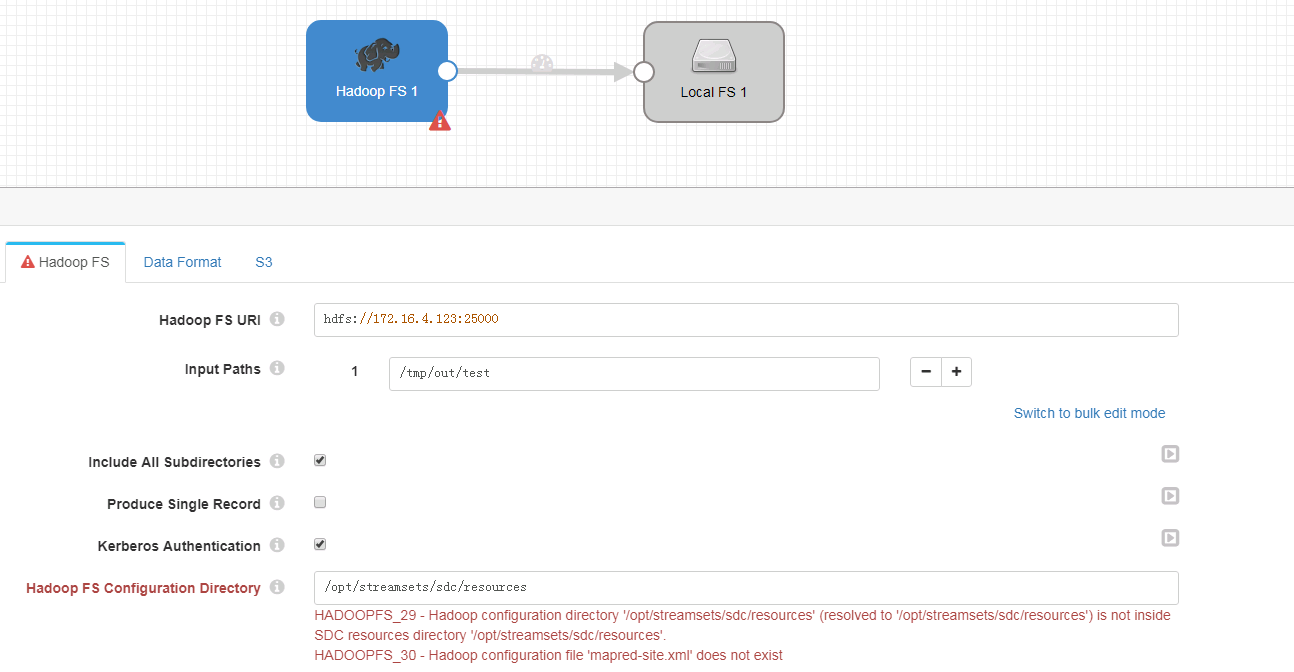 Hadoop FS 1
Local FS 1
Hadoop FS
Data Format
S3
Hadoop FS URI
hdfs://172.16.4.123:25000
Input Paths
1
/tmp/out/test
Switch to bulk edit mode
Include All Subdirectories
Produce Single Record
Kerberos Authentication
Hadoop FS Configuration Directory
/opt/streamsets/sdc/resources
HADOOPFS_29 - Hadoop configuration directory '/opt/streamsets/sdc/resources' (resolved to '/opt/streamsets/sdc/resources') is not inside
SDC resources directory '/opt/streamsets/sdc/resources'.
HADOOPFS_30 - Hadoop configuration file 'mapred-site.xml' does not exist